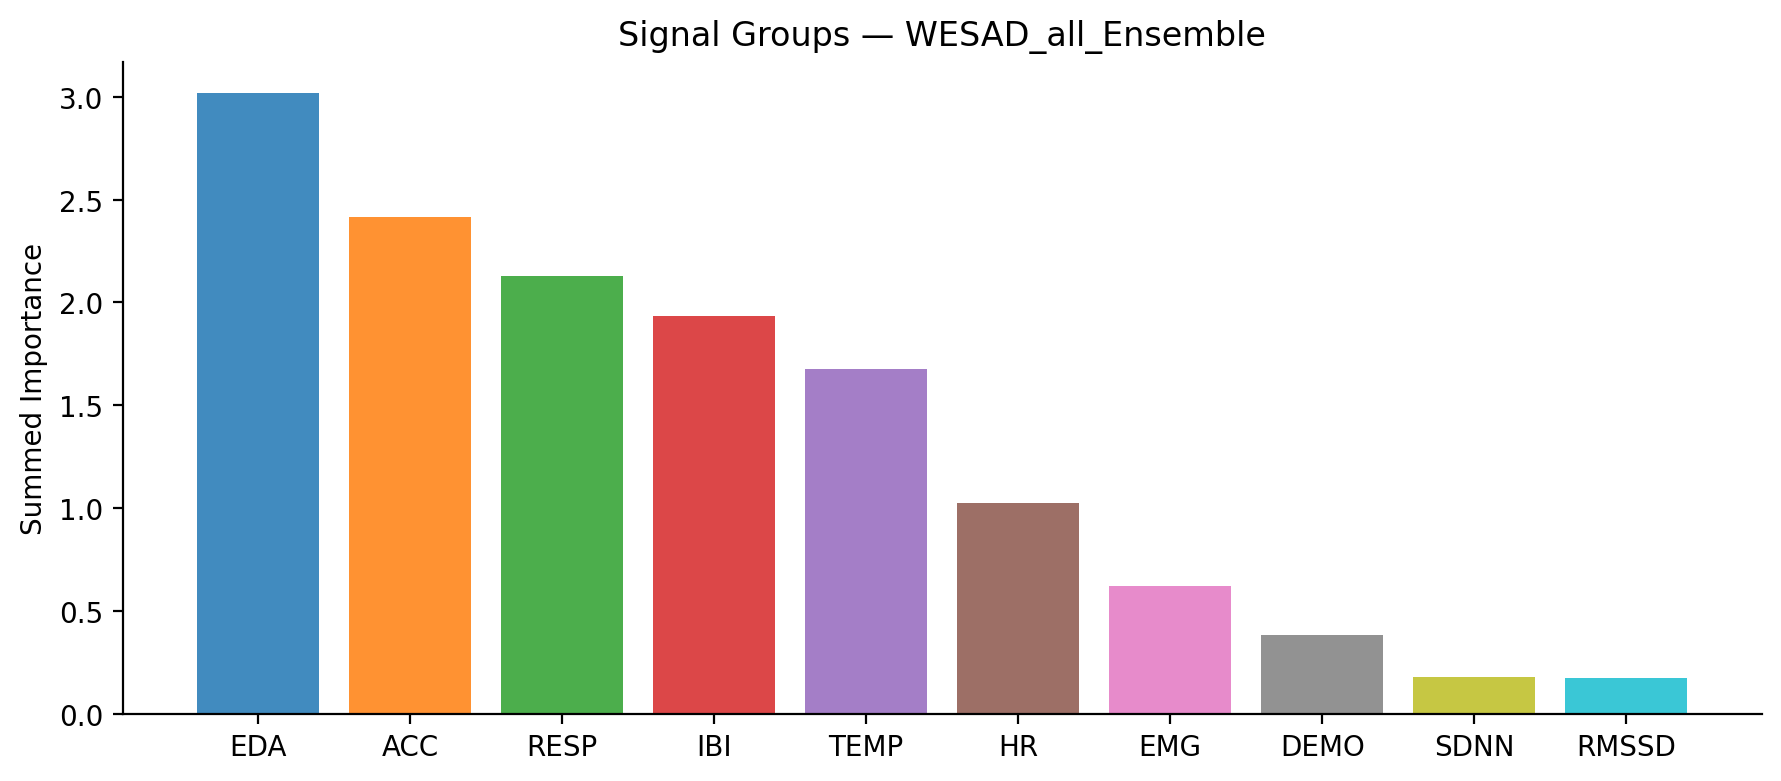 Signal Groups — WESAD_all_Ensemble
Summed Importance
3.0
2.5
2.0
1.5
1.0
0.5
0.0
EDA ACC RESP IBI TEMP HR EMG DEMO SDNN RMSSD